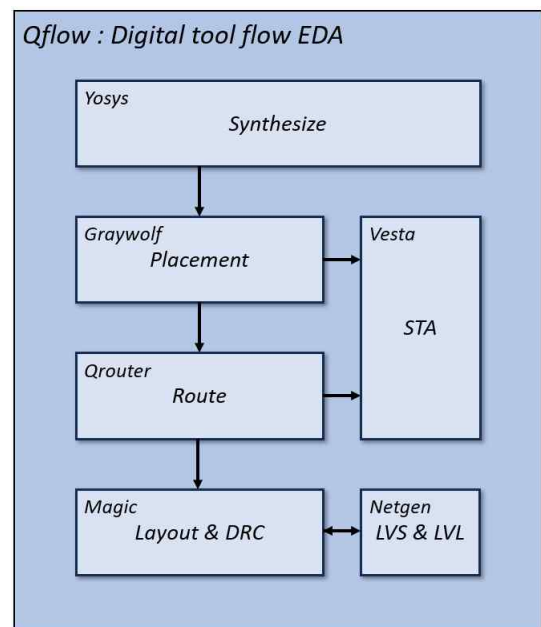 Qflow : Digital tool flow EDA
Yosys
Synthesize
Graywolf
Placement
Vesta
STA
Qrouter
Route
Magic
Layout & DRC
Netgen
LVS & LVL